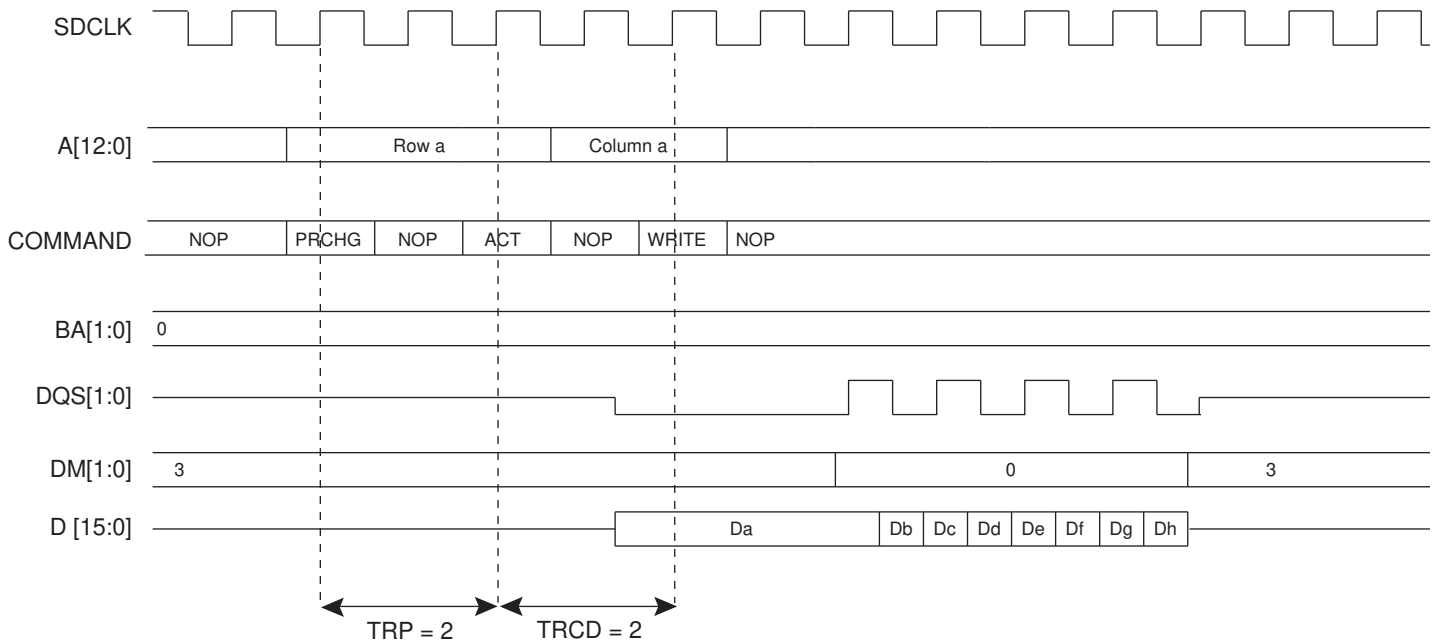 SDCLK
A[12:0] Row a Column a
COMMAND NOP PRCHG NOP ACT NOP WRITE NOP
BA[1:0] 0
DQS[1:0]
DM[1:0] 3 0 3
D [15:0] Da Db Dc Dd De Df Dg Dh
TRP = 2 TRCD = 2